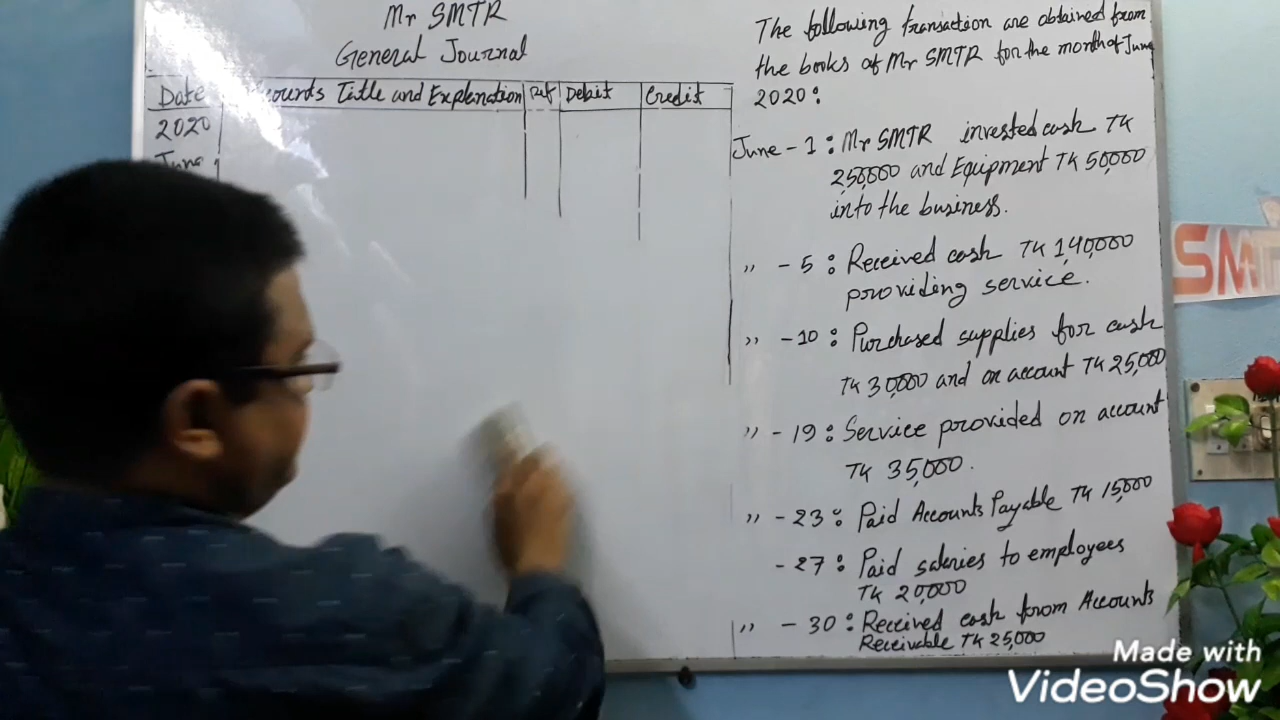 Mr SMTR
General Journal
Date
Title and Explanation
Ref
Debit
Credit
2020
June
The following transaction are obtained from
the books of Mr SMTR for the month of June
2020:
June - 1 : Mr SMTR invested cash TK
2,50,000 and Equipment TK 50,000
into the business.
,, - 5 : Received cash TK 1,40,000
providing service.
,, - 10 : Purchased supplies for cash
TK 30,000 and on account TK 25,000
,, - 19 : Service provided on account
TK 35,000.
,, - 23 : Paid Accounts Payable TK 15,000
- 27 : Paid salaries to employees
TK 20,000
,, - 30 : Received cash from Accounts
Receivable TK 25,000
SMT
Made with
VideoShow